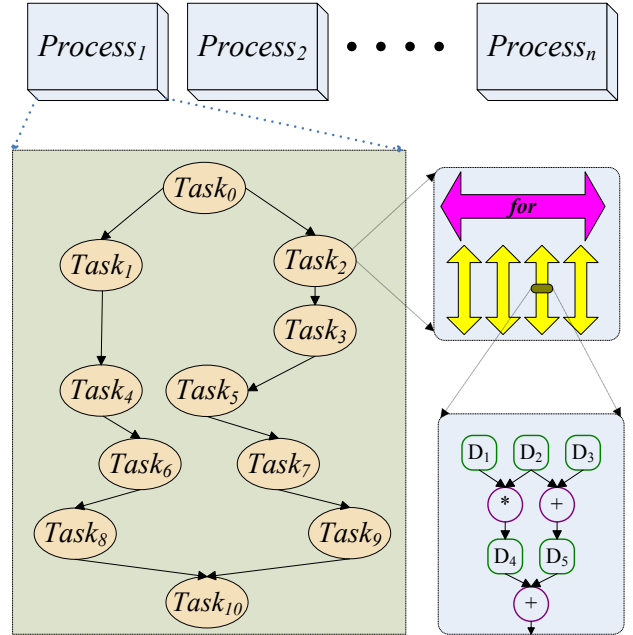 Process₁ Process₂ • • • • Processₙ
Task₀
Task₁ Task₂
Task₃
Task₄ Task₅
Task₆ Task₇
Task₈ Task₉
Task₁₀
for
D₁ D₂ D₃
* +
D₄ D₅
+